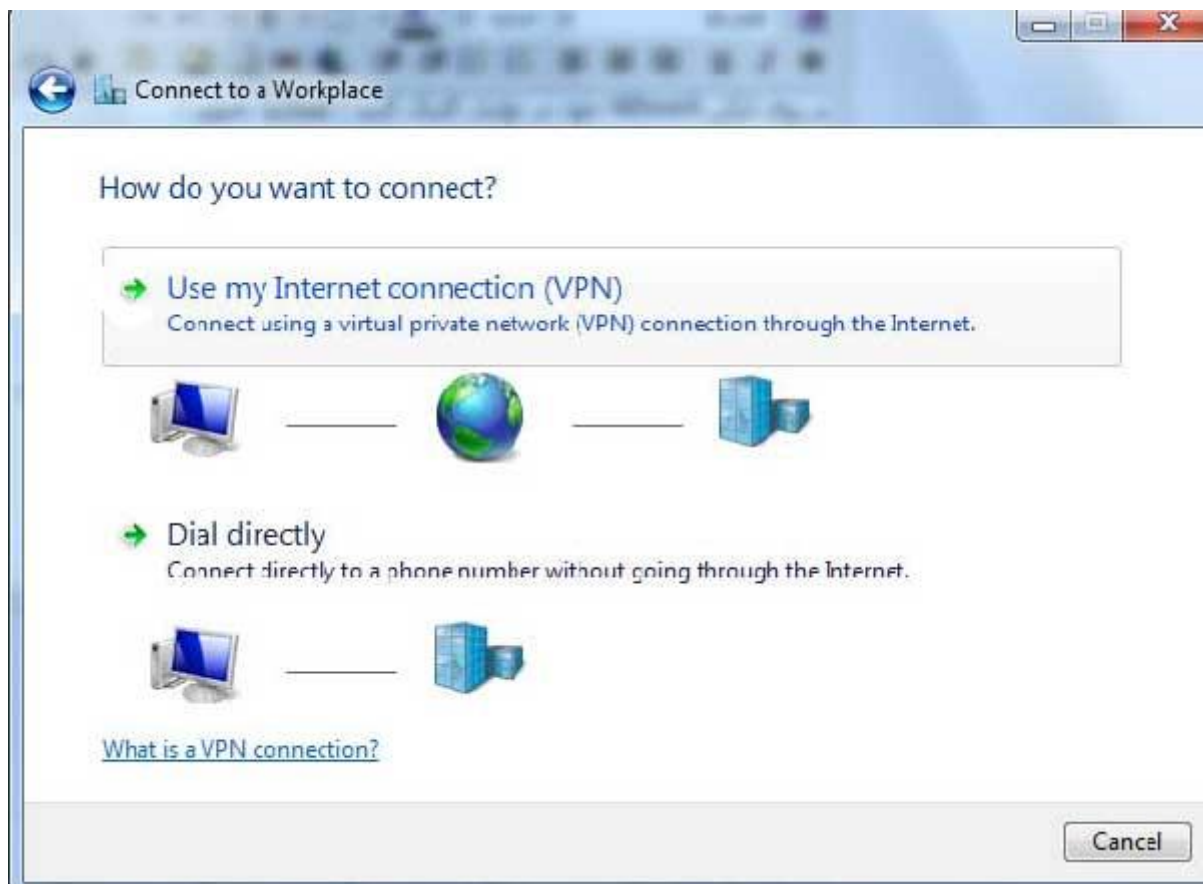 Connect to a Workplace
How do you want to connect?
Use my Internet connection (VPN)
Connect using a virtual private network (VPN) connection through the Internet.
Dial directly
Connect directly to a phone number without going through the Internet.
What is a VPN connection?
Cancel